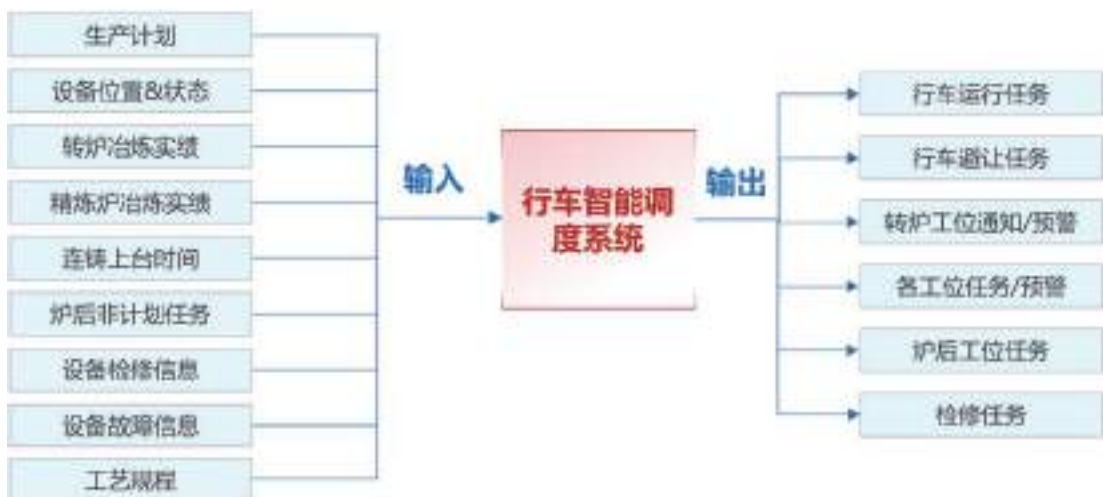 生产计划
设备位置&状态
转炉冶炼实绩
精炼炉冶炼实绩
连铸上台时间
炉后非计划任务
设备检修信息
设备故障信息
工艺规程
输入
行车智能调
度系统
输出
行车运行任务
行车避让任务
转炉工位通知/预警
各工位任务/预警
炉后工位任务
检修任务